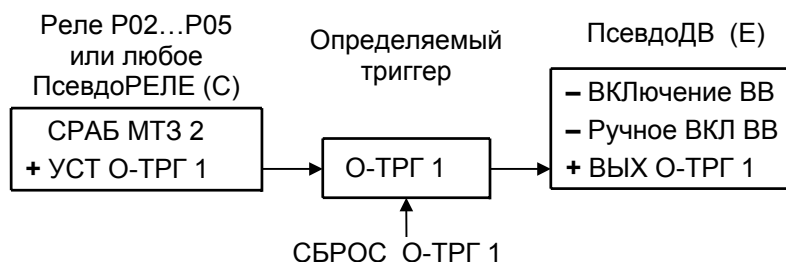 Реле Р02...Р05
или любое
ПсевдоРЕЛЕ (С)
СРАБ МТЗ 2
+ УСТ О-ТРГ 1
Определяемый
триггер
О-ТРГ 1
СБРОС О-ТРГ 1
ПсевдоДВ (Е)
– ВКЛючение ВВ
– Ручное ВКЛ ВВ
+ ВЫХ О-ТРГ 1